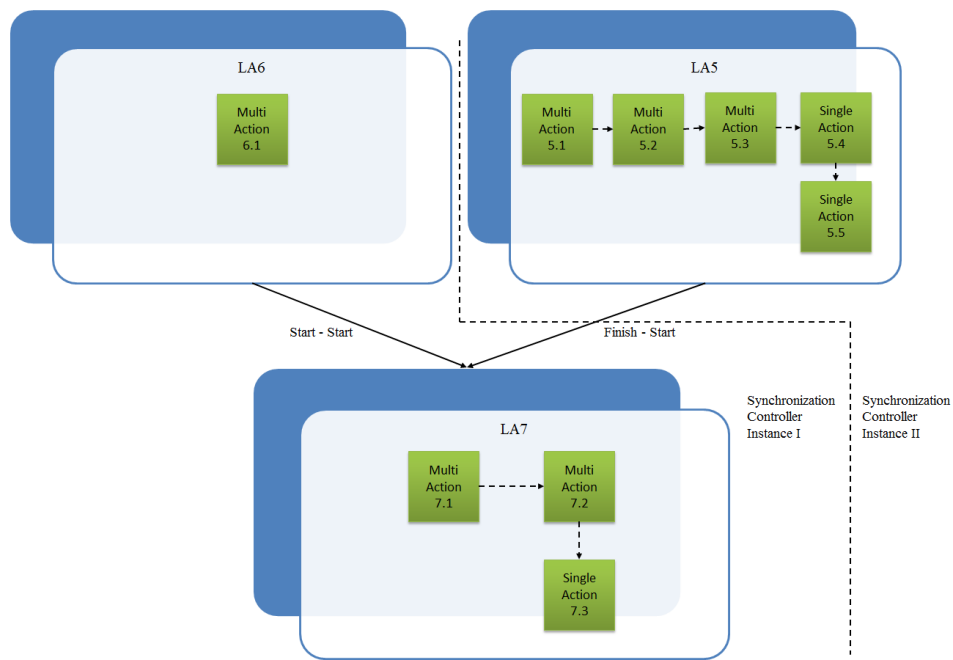 LA6
Multi
Action
6.1
LA5
Multi
Action
5.1
Multi
Action
5.2
Multi
Action
5.3
Single
Action
5.4
Single
Action
5.5
Start - Start
Finish - Start
Synchronization
Controller
Instance I
Synchronization
Controller
Instance II
LA7
Multi
Action
7.1
Multi
Action
7.2
Single
Action
7.3